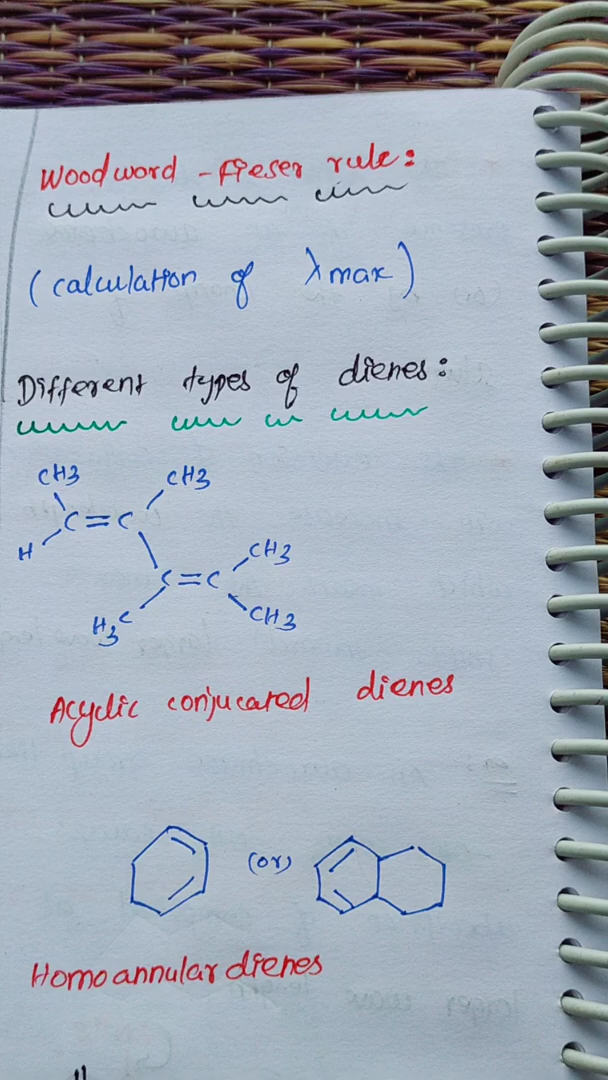 Woodword - fieser rule:
(calculation of λmax)
Different types of dienes:
CH3 CH3
C=C
H
CH3
C=C
H3C CH3
Acyclic conjucated dienes
(or)
Homoannular dienes